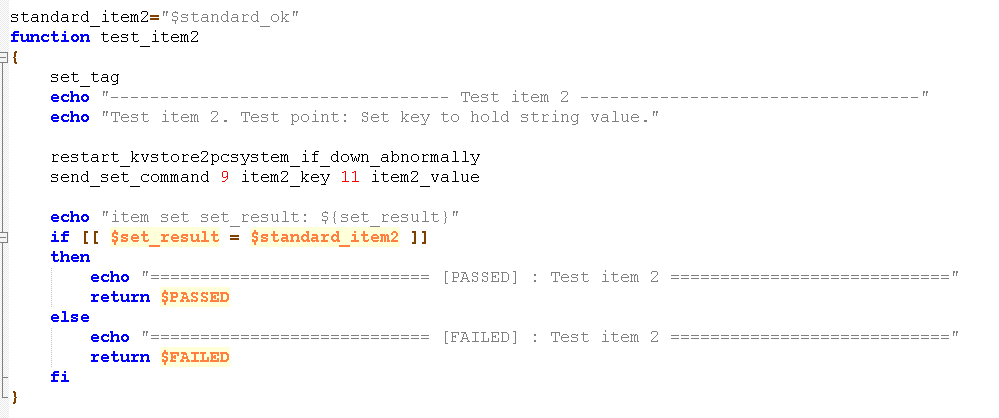 standard_item2="$standard_ok"
function test_item2
{
    set_tag
    echo "---------------------------------- Test item 2 ----------------------------------"
    echo "Test item 2. Test point: Set key to hold string value."
    restart_kvstore2pcsystem_if_down_abnormally
    send_set_command 9 item2_key 11 item2_value
    echo "item set set_result: ${set_result}"
    if [[ $set_result = $standard_item2 ]]
    then
        echo "============================ [PASSED] : Test item 2 ============================"
        return $PASSED
    else
        echo "============================ [FAILED] : Test item 2 ============================"
        return $FAILED
    fi
}